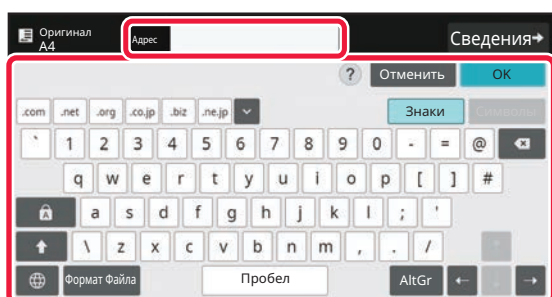 Оригинал
A4
Адрес
Сведения
? Отменить OK
.com .net .org .co.jp .biz .ne.jp Знаки Символы
` 1 2 3 4 5 6 7 8 9 0 - = @
q w e r t y u i o p [ ] #
A a s d f g h j k l ; '
\ z x c v b n m , . /
Формат Файла Пробел AltGr